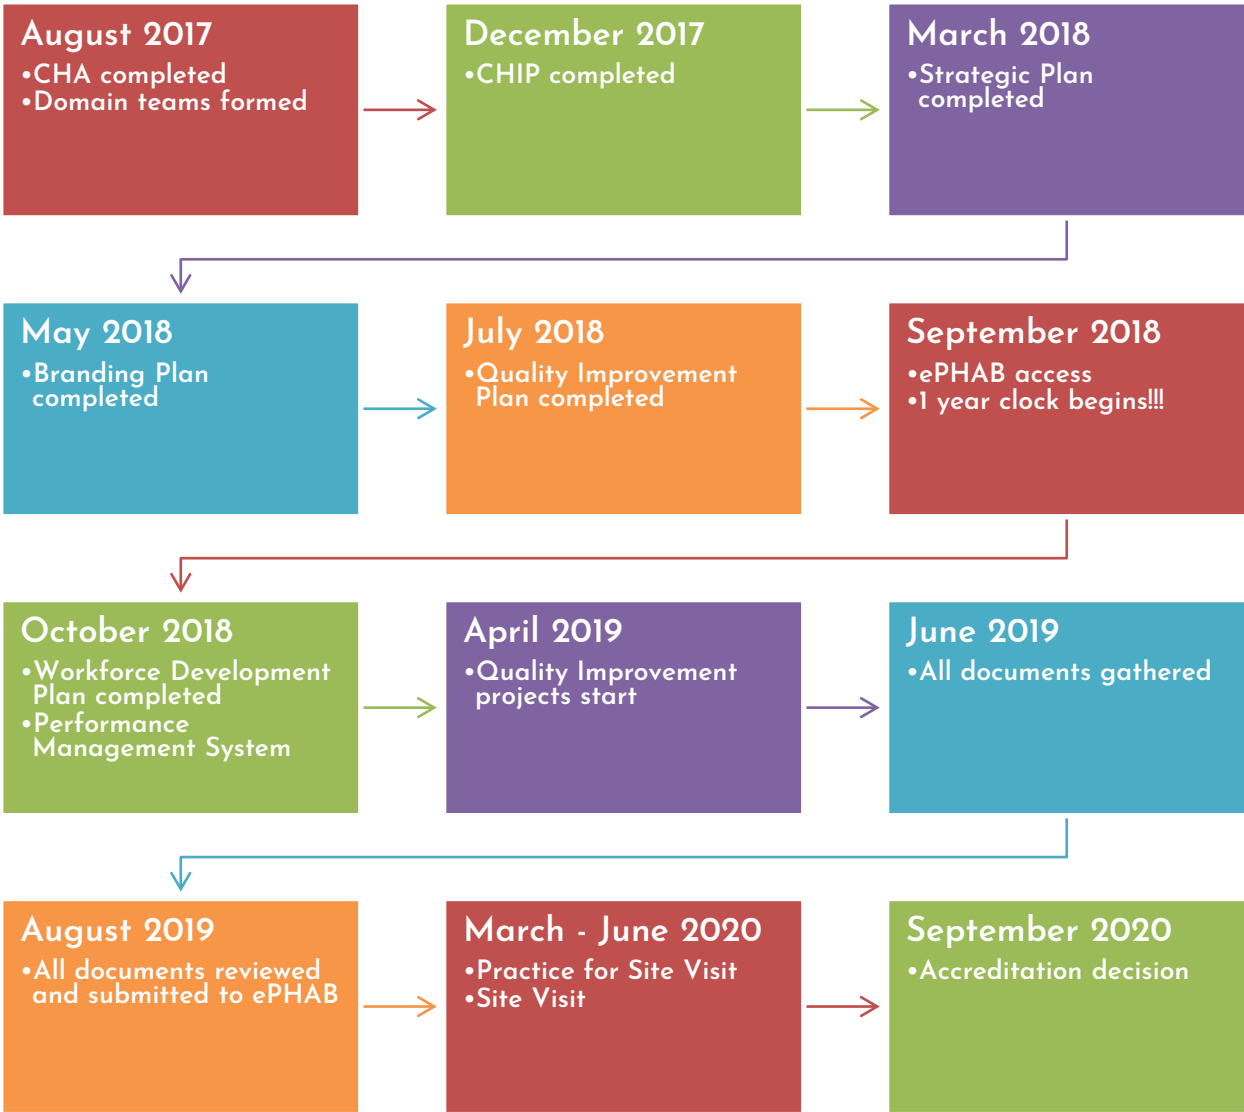 August 2017
•CHA completed
•Domain teams formed
December 2017
•CHIP completed
March 2018
•Strategic Plan
completed
May 2018
•Branding Plan
completed
July 2018
•Quality Improvement
Plan completed
September 2018
•ePHAB access
•1 year clock begins!!!
October 2018
•Workforce Development
Plan completed
•Performance
Management System
April 2019
•Quality Improvement
projects start
June 2019
•All documents gathered
August 2019
•All documents reviewed
and submitted to ePHAB
March - June 2020
•Practice for Site Visit
•Site Visit
September 2020
•Accreditation decision